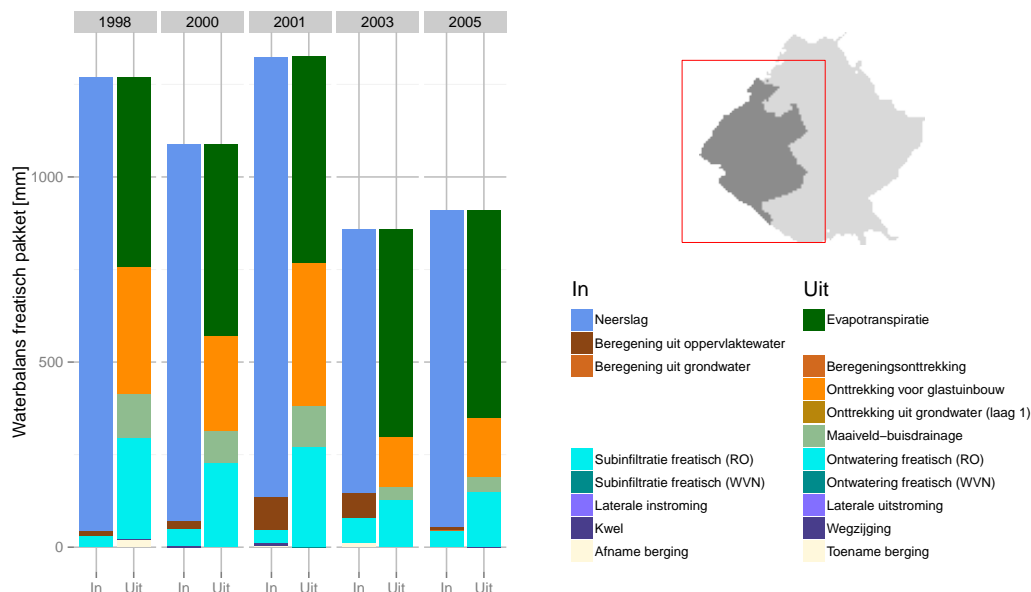 1998 2000 2001 2003 2005
Waterbalans freatisch pakket [mm]
1000
500
0
In Uit In Uit In Uit In Uit In Uit
In Uit
Neerslag Evapotranspiratie
Beregening uit oppervlaktewater
Beregening uit grondwater Beregeningsonttrekking
Onttrekking voor glastuinbouw
Onttrekking uit grondwater (laag 1)
Maaiveld−buisdrainage
Subinfiltratie freatisch (RO) Ontwatering freatisch (RO)
Subinfiltratie freatisch (WVN) Ontwatering freatisch (WVN)
Laterale instroming Laterale uitstroming
Kwel Wegzijging
Afname berging Toename berging